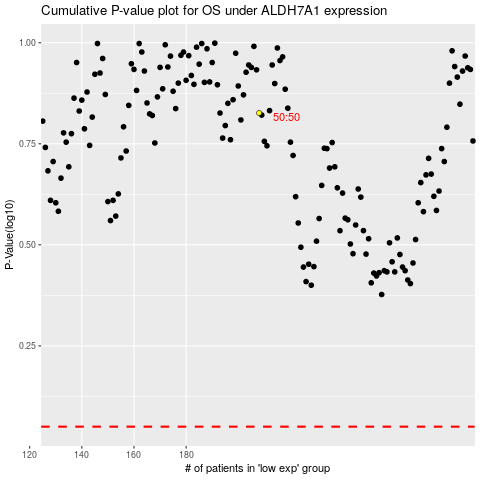 Cumulative P-value plot for OS under ALDH7A1 expression
P-Value(log10)
1.00
0.75
0.50
0.25
50:50
120 140 160 180
# of patients in 'low exp' group